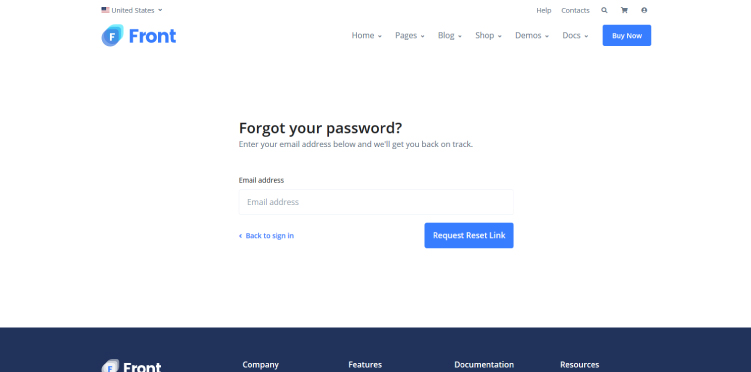 United States
Help Contacts
F Front
Home Pages Blog Shop Demos Docs Buy Now
Forgot your password?
Enter your email address below and we'll get you back on track.
Email address
Email address
‹ Back to sign in
Request Reset Link
F Front
Company Features Documentation Resources